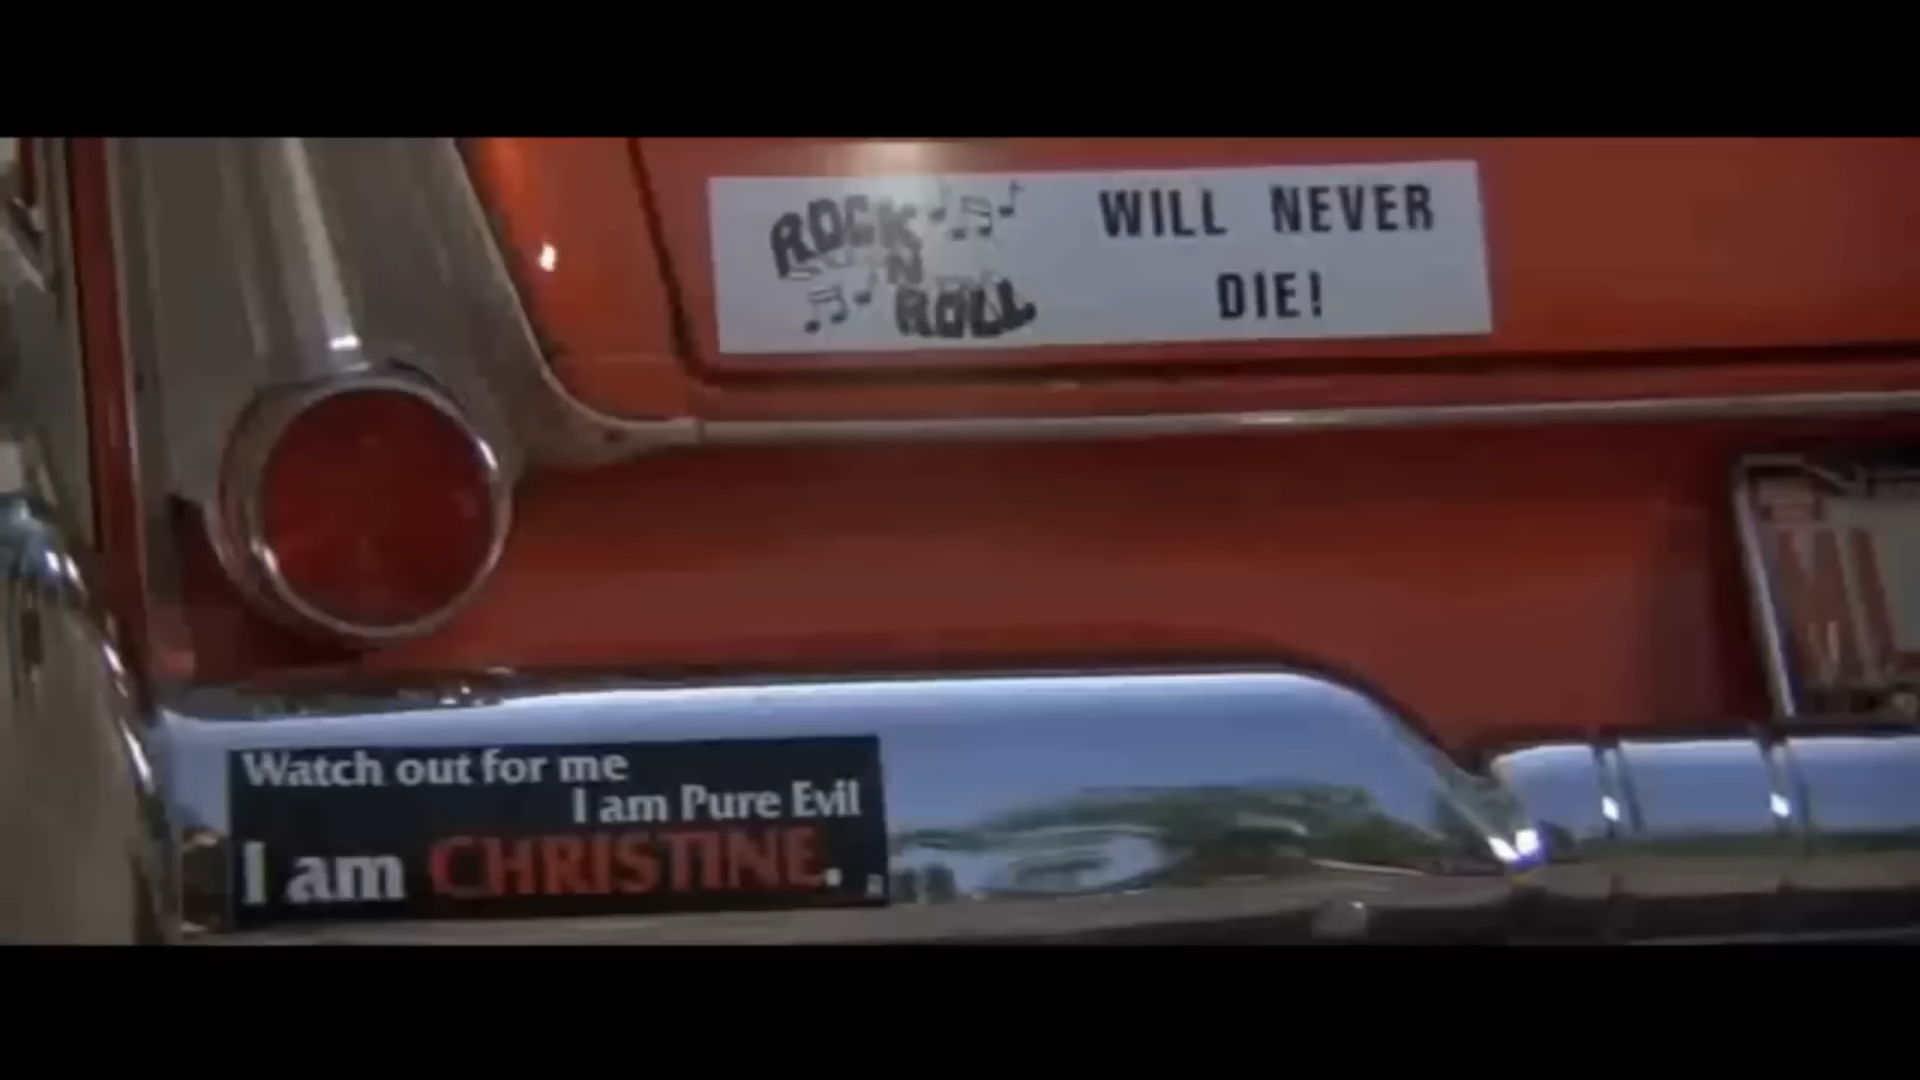 ROCK
N
ROLL
WILL NEVER
DIE!
Watch out for me
I am Pure Evil
I am CHRISTINE.